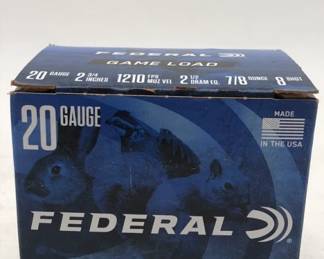 FEDERAL
GAME LOAD
20 GAUGE 2 3/4 INCHES 1210 FPS MUZ VEL 2 1/2 DRAM EQ. 7/8 OUNCE 8 SHOT
20 GAUGE
MADE
IN THE USA
FEDERAL